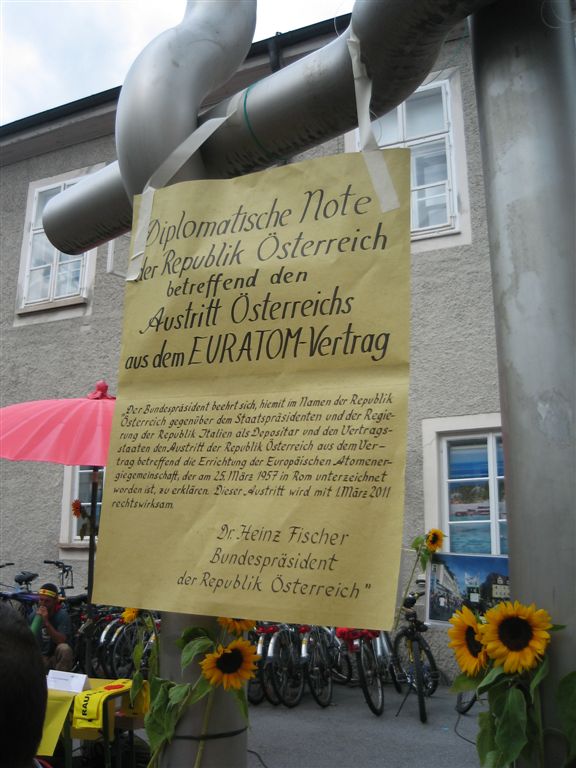 Diplomatische Note
der Republik Österreich
betreffend den
Austritt Österreichs
aus dem EURATOM-Vertrag
Der Bundespräsident beehrt sich, hiemit im Namen der Republik
Österreich gegenüber dem Staatspräsidenten und der Regie-
rung der Republik Italien als Depositar und den Vertrags-
staaten den Austritt der Republik Österreich aus dem Ver-
trag betreffend die Errichtung der Europäischen Atomener-
giegemeinschaft, der am 25. März 1957 in Rom unterzeichnet
worden ist, zu erklären. Dieser Austritt wird mit 1. März 2011
rechtswirksam.
Dr. Heinz Fischer
Bundespräsident
der Republik Österreich"